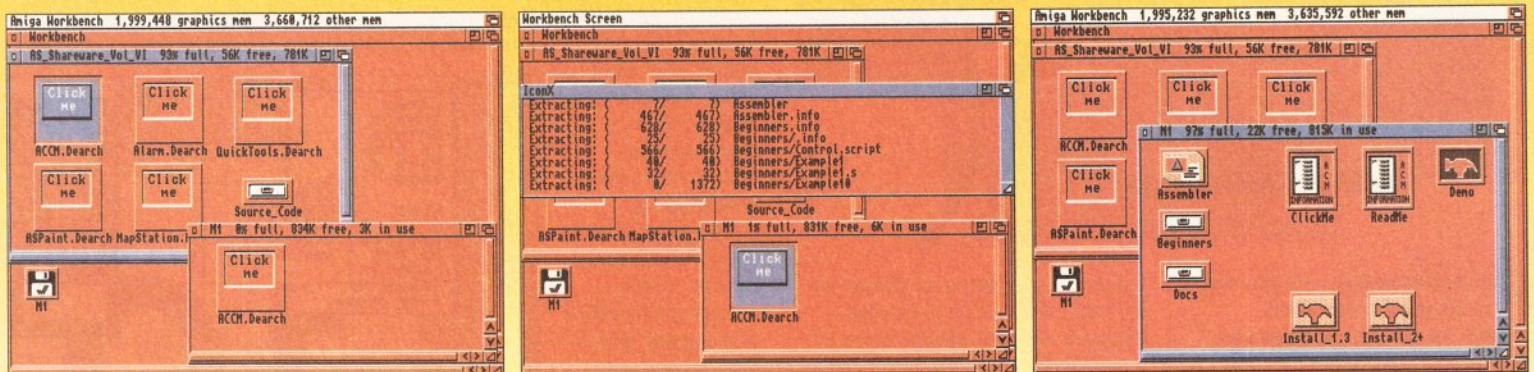 Amiga Workbench 1,999,448 graphics mem 3,660,712 other mem
Workbench
AS_Shareware_Vol_VI 93% full, 56K free, 781K
Click me
Click me
Click me
ACCM.Dearch
Alarm.Dearch
QuickTools.Dearch
Click me
Click me
Source_Code
ASPaint.Dearch
MapStation.
M1 0% full, 834K free, 3K in use
Click me
ACCM.Dearch
M1
Workbench Screen
Workbench
AS_Shareware_Vol_VI 93% full, 56K free, 781K
IconX
Extracting: ( ?/ ?) Assembler
Extracting: ( 467/ 467) Assembler.info
Extracting: ( 628/ 628) Beginners.info
Extracting: ( 25/ 25) Beginners/.info
Extracting: ( 566/ 566) Beginners/Control.script
Extracting: ( 40/ 40) Beginners/Example1
Extracting: ( 32/ 32) Beginners/Example1.s
Extracting: ( 0/ 1372) Beginners/Example10
Source_Code
ASPaint.Dearch
MapStation.
M1 1% full, 831K free, 6K in use
Click me
ACCM.Dearch
M1
Amiga Workbench 1,995,232 graphics mem 3,635,592 other mem
Workbench
AS_Shareware_Vol_VI 93% full, 56K free, 781K
Click me
Click me
Click me
ACCM.Dearch
Click me
ASPaint.Dearch
M1 97% full, 22K free, 815K in use
Assembler
ACM
INFORMATION
ClickMe
ACM
INFORMATION
ReadMe
Demo
Beginners
Docs
Install_1.3
Install_2+
M1